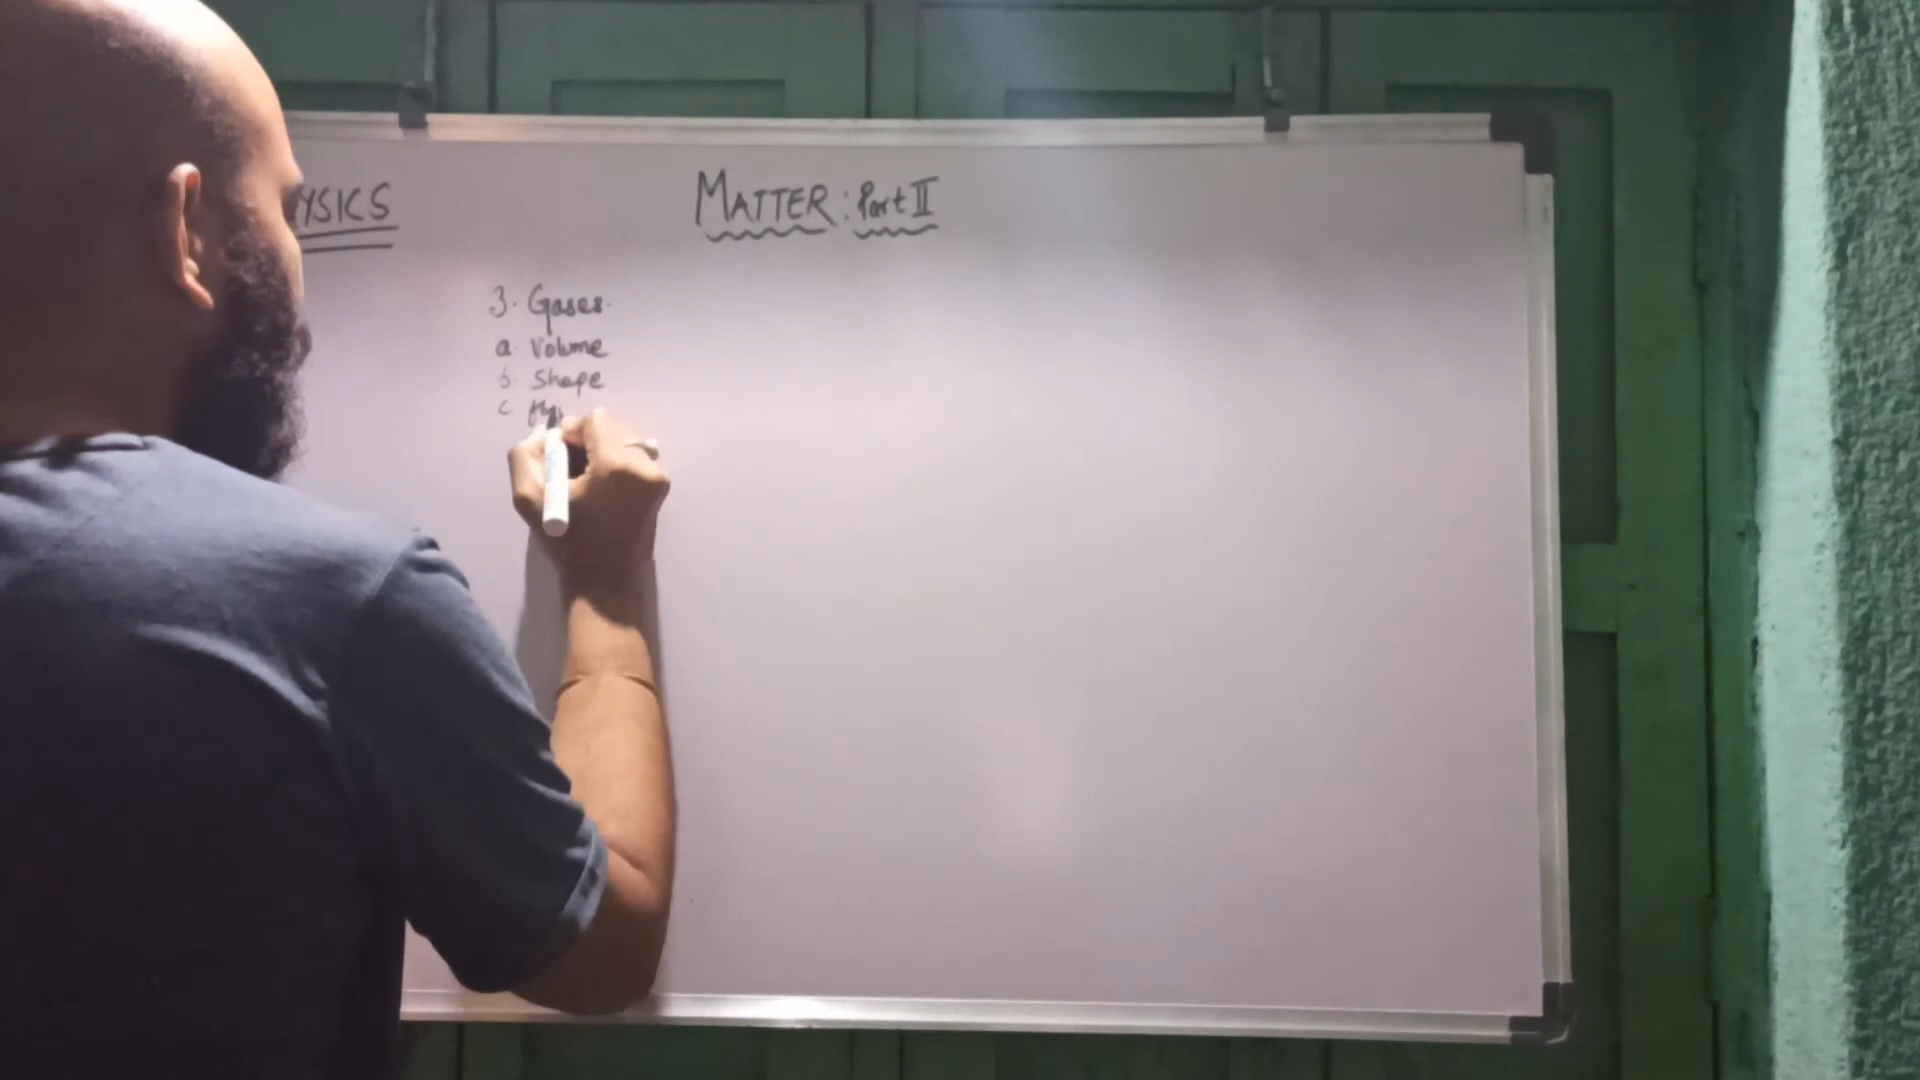 YSICS
MATTER: Part II
3. Gases.
a. Volume
b. Shape
c